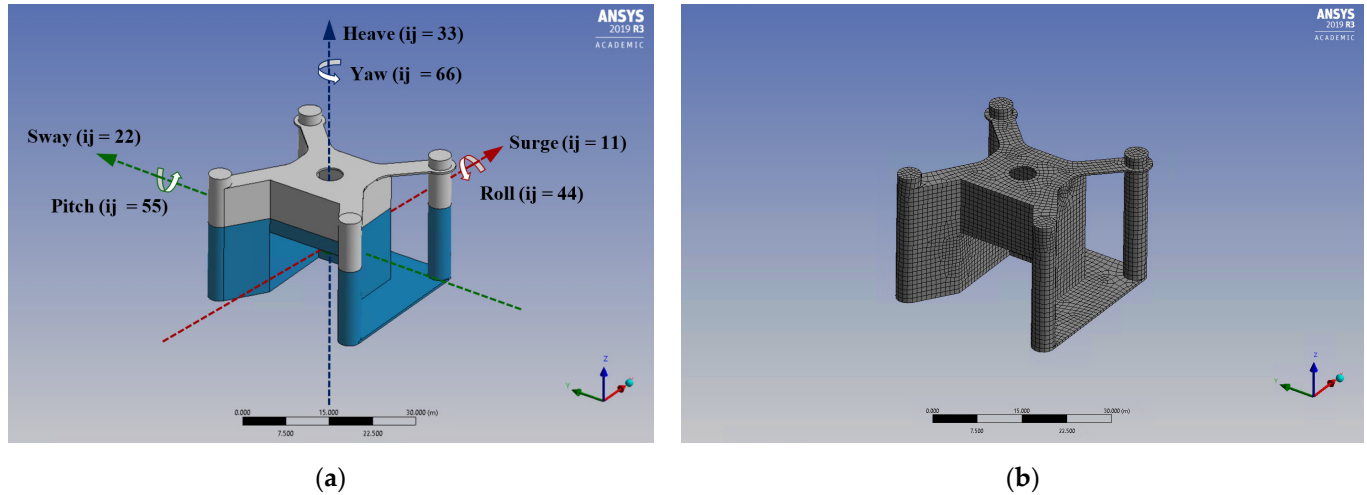 ANSYS
2019 R3
ACADEMIC
Heave (ij = 33)
Yaw (ij = 66)
Sway (ij = 22)
Surge (ij = 11)
Pitch (ij = 55)
Roll (ij = 44)
Z
Y
0.000 15.000 30.000 (m)
7.500 22.500
(a)
ANSYS
2019 R3
ACADEMIC
Z
Y
0.000 15.000 30.000 (m)
7.500 22.500
(b)